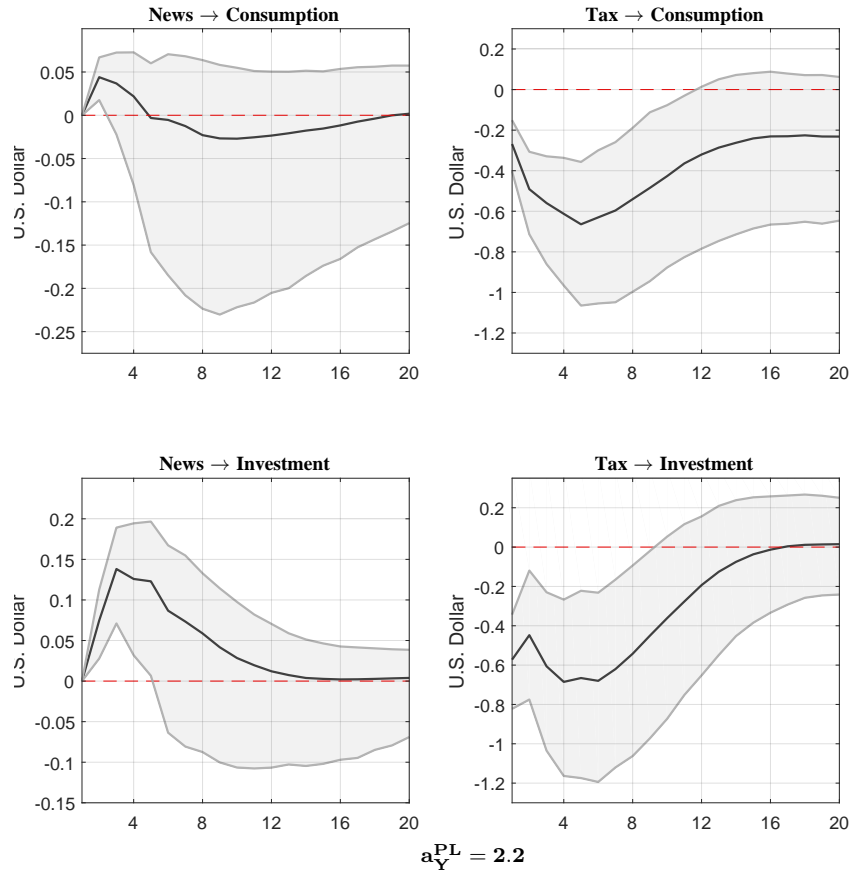 News → Consumption
Tax → Consumption
0.05
0
-0.05
-0.1
-0.15
-0.2
-0.25
U.S. Dollar
4 8 12 16 20
0.2
0
-0.2
-0.4
-0.6
-0.8
-1
-1.2
U.S. Dollar
4 8 12 16 20
News → Investment
Tax → Investment
0.2
0.15
0.1
0.05
0
-0.05
-0.1
-0.15
U.S. Dollar
4 8 12 16 20
0.2
0
-0.2
-0.4
-0.6
-0.8
-1
-1.2
U.S. Dollar
4 8 12 16 20
a_Y^PL = 2.2